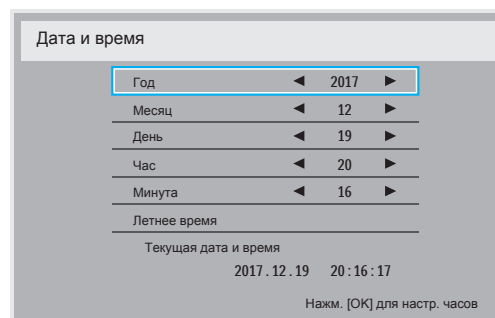 Дата и время
Год ◀ 2017 ▶
Месяц ◀ 12 ▶
День ◀ 19 ▶
Час ◀ 20 ▶
Минута ◀ 16 ▶
Летнее время
Текущая дата и время
2017 . 12 . 19 20 : 16 : 17
Нажм. [OK] для настр. часов